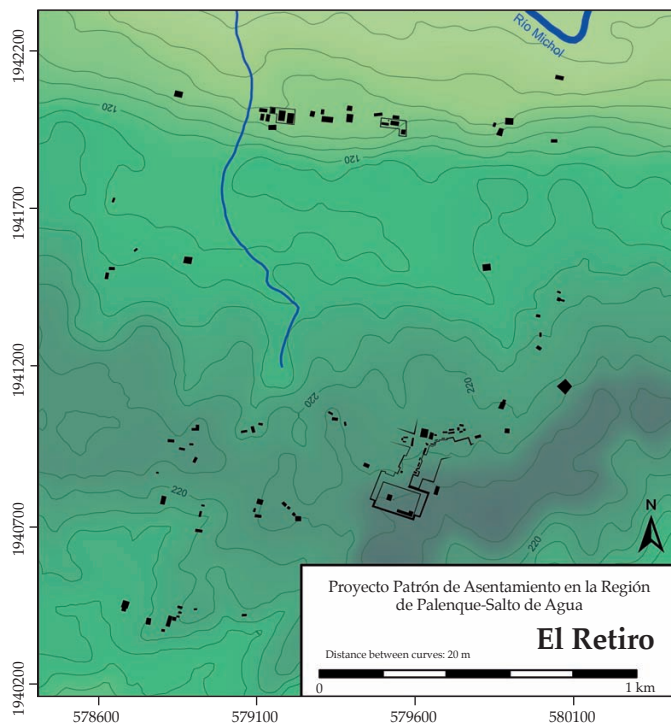 Río Michol
1942200
1941700
1941200
1940700
1940200
120
120
220
220
220
220
N
Proyecto Patrón de Asentamiento en la Región
de Palenque-Salto de Agua
El Retiro
Distance between curves: 20 m
0 1 km
578600 579100 579600 580100